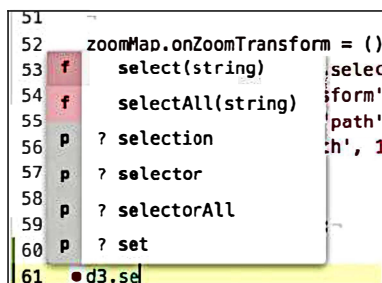 51
52 zoomMap.onZoomTransform = ()
53 f select(string) .selec
54 f selectAll(string) sform'
55 'path'
56 p ? selection h', 1
57 p ? selector
58 p ? selectorAll
59
60 p ? set
61 d3.se